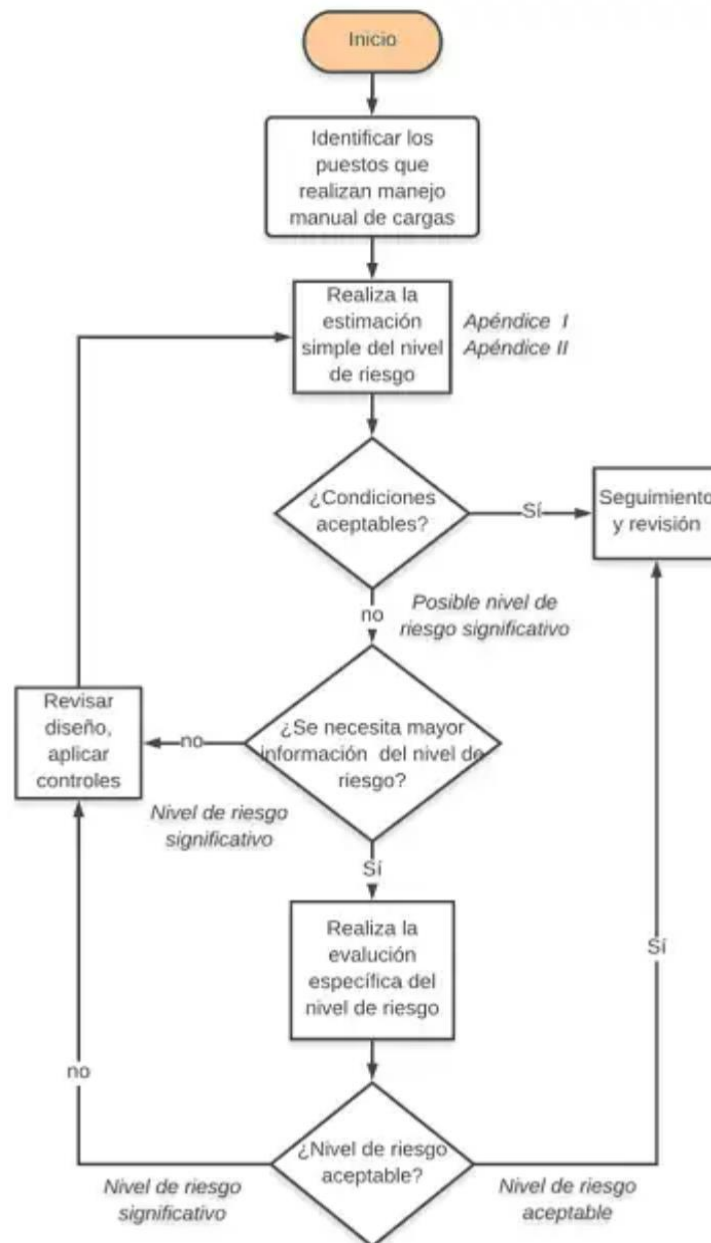 Inicio
Identificar los
puestos que
realizan manejo
manual de cargas
Realiza la
estimación
simple del nivel
de riesgo
Apéndice I
Apéndice II
¿Condiciones
aceptables?
Sí
Seguimiento
y revisión
no
Posible nivel de
riesgo significativo
¿Se necesita mayor
información del nivel de
riesgo?
no
Revisar
diseño,
aplicar
controles
Nivel de riesgo
significativo
Sí
Realiza la
evalución
específica del
nivel de riesgo
Sí
no
¿Nivel de riesgo
aceptable?
Nivel de riesgo
significativo
Nivel de riesgo
aceptable